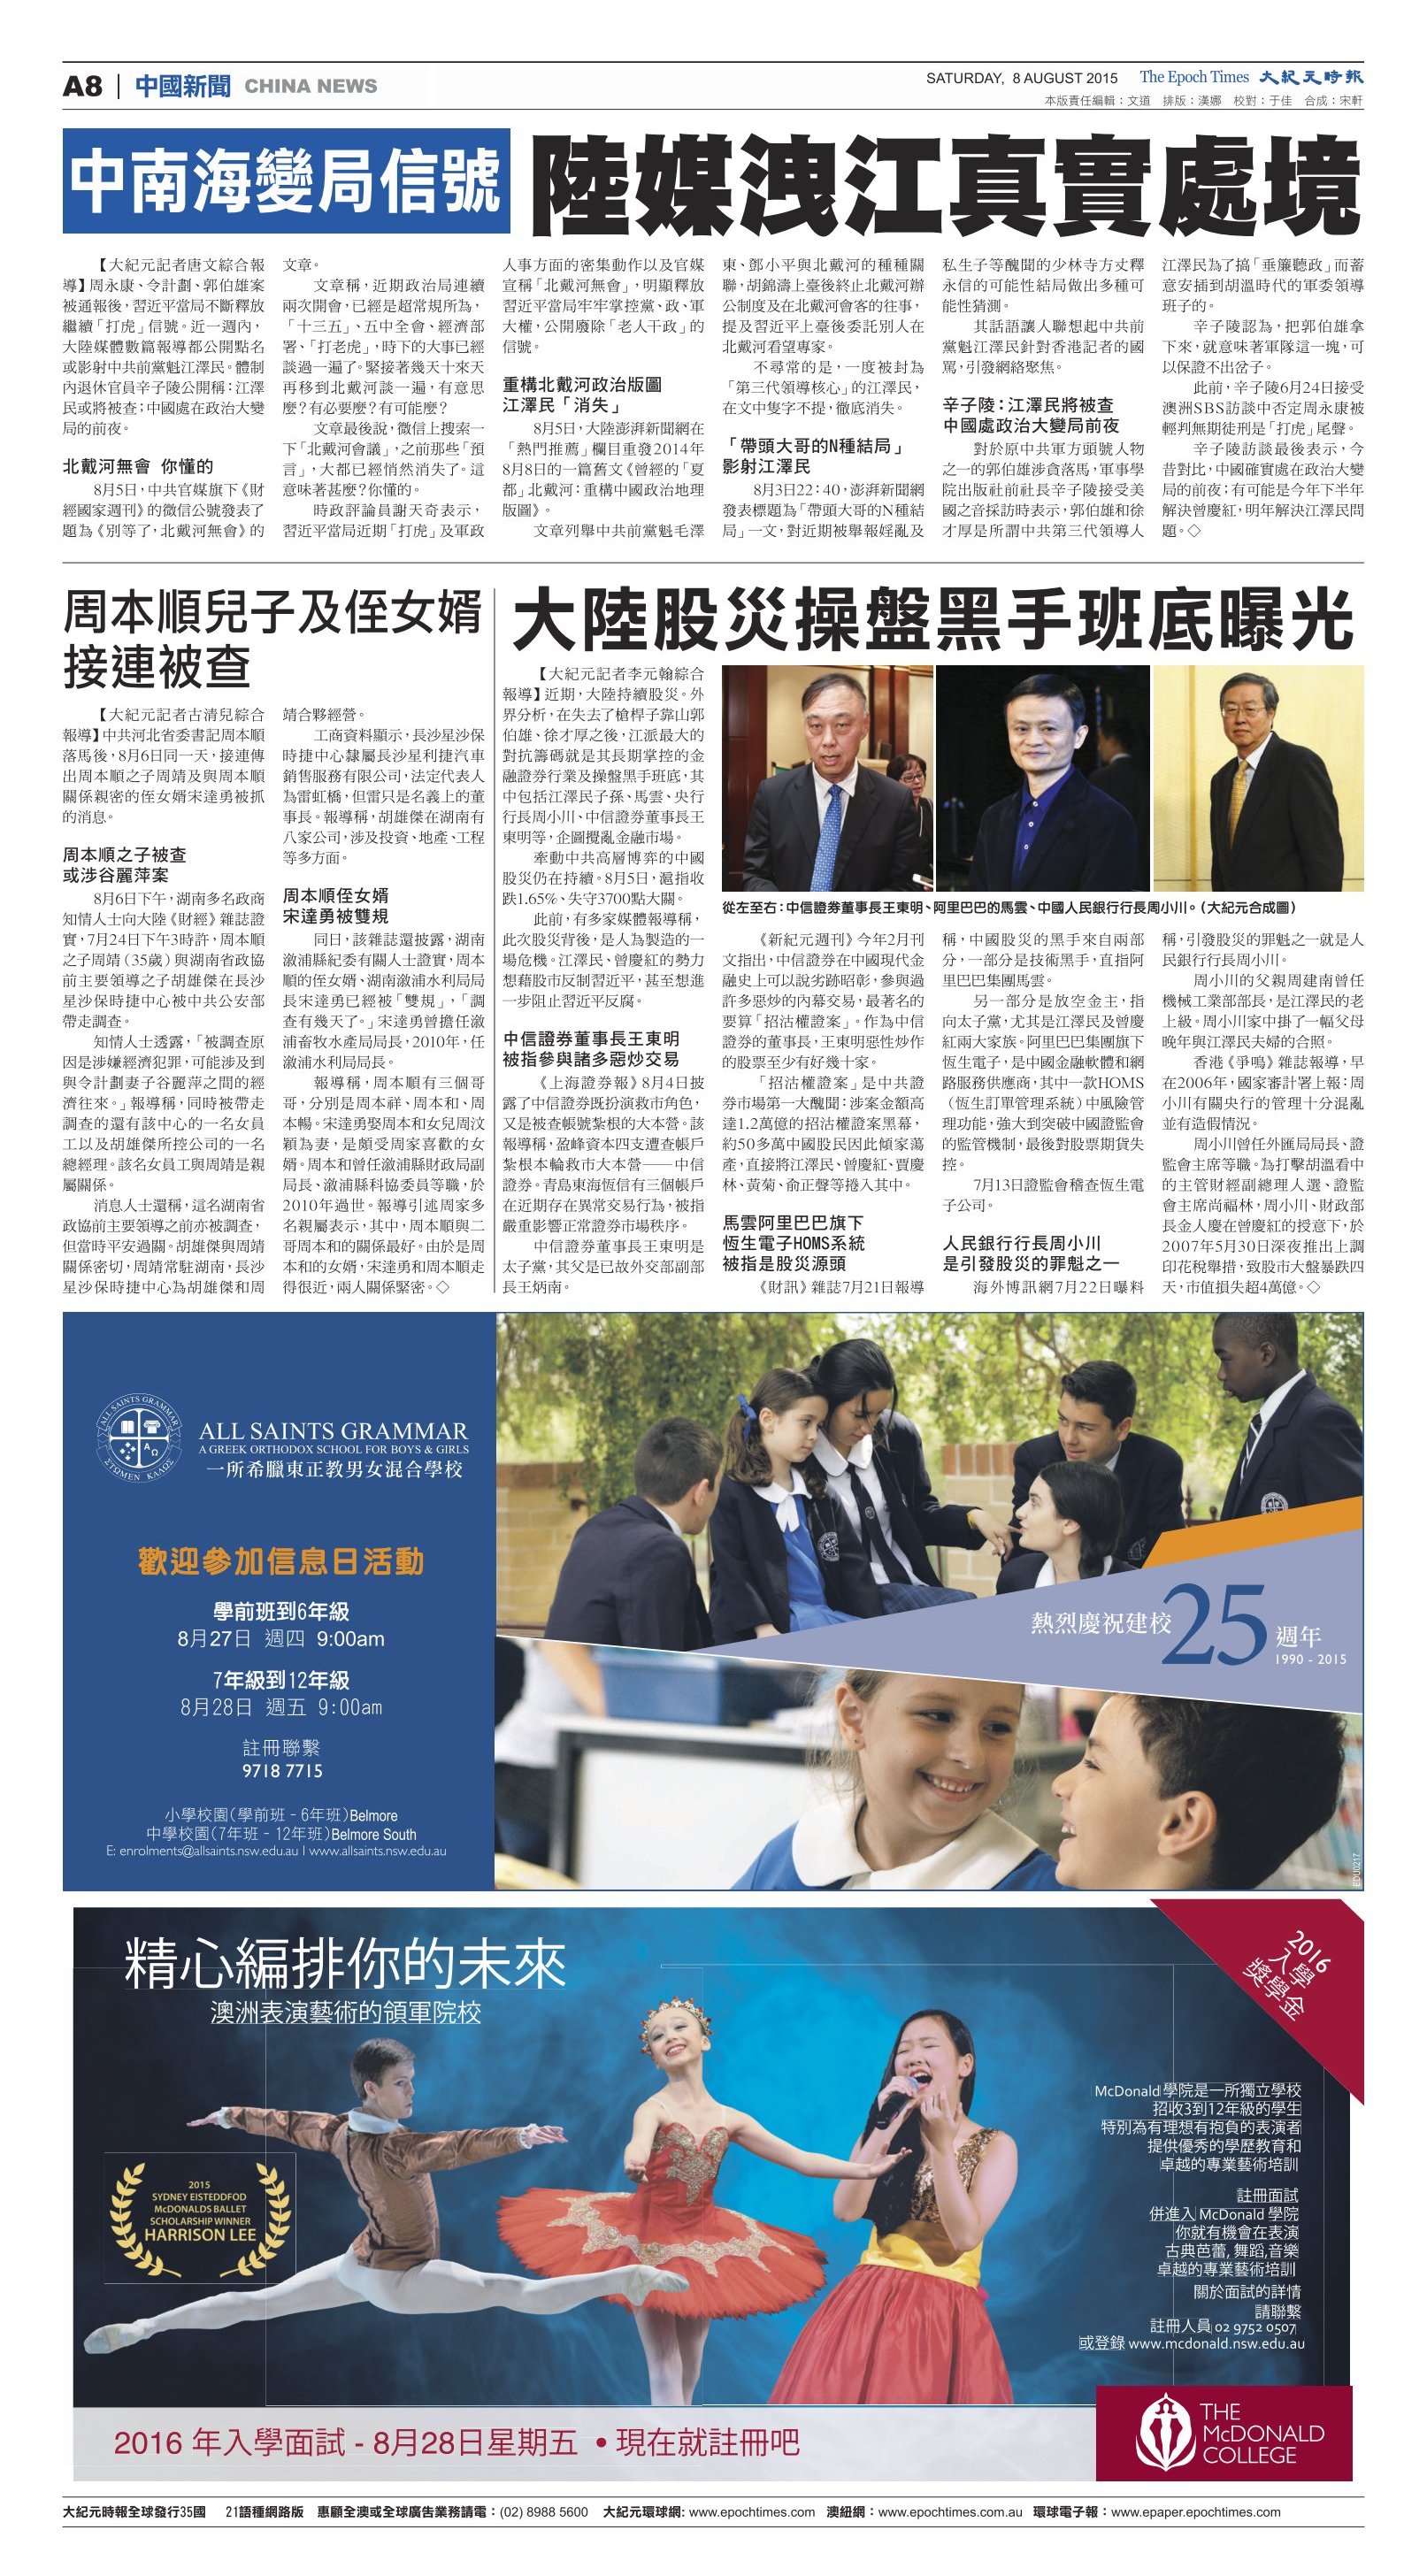 A8 | 中國新聞 CHINA NEWS
SATURDAY, 8 AUGUST 2015 The Epoch Times 大紀元時報
本版責任編輯：文道 排版：漢娜 校對：于佳 合成：宋軒
中南海變局信號 陸媒洩江真實處境
【大紀元記者唐文綜合報
導】周永康、令計劃、郭伯雄案
被通報後，習近平當局不斷釋放
繼續「打虎」信號。近一週內，
大陸媒體數篇報導都公開點名
或影射中共前黨魁江澤民。體制
內退休官員辛子陵公開稱：江澤
民或將被查；中國處在政治大變
局的前夜。
北戴河無會 你懂的
8月5日，中共官媒旗下《財
經國家週刊》的微信公號發表了
題為《別等了，北戴河無會》的
文章。
文章稱，近期政治局連續
兩次開會，已經是超常規所為，
「十三五」、五中全會、經濟部
署、「打老虎」，時下的大事已經
談過一遍了。緊接著幾天十來天
再移到北戴河談一遍，有意思
麼？有必要麼？有可能麼？
文章最後說，微信上搜索一
下「北戴河會議」，之前那些「預
言」，大都已經悄然消失了。這
意味著甚麼？你懂的。
時政評論員謝天奇表示，
習近平當局近期「打虎」及軍政
人事方面的密集動作以及官媒
宣稱「北戴河無會」，明顯釋放
習近平當局牢牢掌控黨、政、軍
大權，公開廢除「老人干政」的
信號。
重構北戴河政治版圖
江澤民「消失」
8月5日，大陸澎湃新聞網在
「熱門推薦」欄目重發2014年
8月8日的一篇舊文《曾經的「夏
都」北戴河：重構中國政治地理
版圖》。
文章列舉中共前黨魁毛澤
東、鄧小平與北戴河的種種關
聯，胡錦濤上臺後終止北戴河辦
公制度及在北戴河會客的往事，
提及習近平上臺後委託別人在
北戴河看望專家。
不尋常的是，一度被封為
「第三代領導核心」的江澤民，
在文中隻字不提，徹底消失。
「帶頭大哥的N種結局」
影射江澤民
8月3日22：40，澎湃新聞網
發表標題為「帶頭大哥的N種結
局」一文，對近期被舉報婬亂及
私生子等醜聞的少林寺方丈釋
永信的可能性結局做出多種可
能性猜測。
其話語讓人聯想起中共前
黨魁江澤民針對香港記者的國
罵，引發網絡聚焦。
辛子陵：江澤民將被查
中國處政治大變局前夜
對於原中共軍方頭號人物
之一的郭伯雄涉貪落馬，軍事學
院出版社前社長辛子陵接受美
國之音採訪時表示，郭伯雄和徐
才厚是所謂中共第三代領導人
江澤民為了搞「垂簾聽政」而蓄
意安插到胡溫時代的軍委領導
班子的。
辛子陵認為，把郭伯雄拿
下來，就意味著軍隊這一塊，可
以保證不出岔子。
此前，辛子陵6月24日接受
澳洲SBS訪談中否定周永康被
輕判無期徒刑是「打虎」尾聲。
辛子陵訪談最後表示，今
昔對比，中國確實處在政治大變
局的前夜；有可能是今年下半年
解決曾慶紅，明年解決江澤民問
題。◇
周本順兒子及侄女婿
接連被查
【大紀元記者古清兒綜合
報導】中共河北省委書記周本順
落馬後，8月6日同一天，接連傳
出周本順之子周靖及與周本順
關係親密的侄女婿宋達勇被抓
的消息。
周本順之子被查
或涉谷麗萍案
8月6日下午，湖南多名政商
知情人士向大陸《財經》雜誌證
實，7月24日下午3時許，周本順
之子周靖（35歲）與湖南省政協
前主要領導之子胡雄傑在長沙
星沙保時捷中心被中共公安部
帶走調查。
知情人士透露，「被調查原
因是涉嫌經濟犯罪，可能涉及到
與令計劃妻子谷麗萍之間的經
濟往來。」報導稱，同時被帶走
調查的還有該中心的一名女員
工以及胡雄傑所控公司的一名
總經理。該名女員工與周靖是親
屬關係。
消息人士還稱，這名湖南省
政協前主要領導之前亦被調查，
但當時平安過關。胡雄傑與周靖
關係密切，周靖常駐湖南，長沙
星沙保時捷中心為胡雄傑和周
靖合夥經營。
工商資料顯示，長沙星沙保
時捷中心隸屬長沙星利捷汽車
銷售服務有限公司，法定代表人
為雷虹橋，但雷只是名義上的董
事長。報導稱，胡雄傑在湖南有
八家公司，涉及投資、地產、工程
等多方面。
周本順侄女婿
宋達勇被雙規
同日，該雜誌還披露，湖南
漵浦縣紀委有關人士證實，周本
順的侄女婿、湖南漵浦水利局局
長宋達勇已經被「雙規」，「調
查有幾天了。」宋達勇曾擔任漵
浦畜牧水產局局長，2010年，任
漵浦水利局局長。
報導稱，周本順有三個哥
哥，分別是周本祥、周本和、周
本暢。宋達勇娶周本和女兒周汶
穎為妻，是頗受周家喜歡的女
婿。周本和曾任漵浦縣財政局副
局長、漵浦縣科協委員等職，於
2010年過世。報導引述周家多
名親屬表示，其中，周本順與二
哥周本和的關係最好。由於是周
本和的女婿，宋達勇和周本順走
得很近，兩人關係緊密。◇
大陸股災操盤黑手班底曝光
【大紀元記者李元翰綜合
報導】近期，大陸持續股災。外
界分析，在失去了槍桿子靠山郭
伯雄、徐才厚之後，江派最大的
對抗籌碼就是其長期掌控的金
融證券行業及操盤黑手班底，其
中包括江澤民子孫、馬雲、央行
行長周小川、中信證券董事長王
東明等，企圖攪亂金融市場。
牽動中共高層博弈的中國
股災仍在持續。8月5日，滬指收
跌1.65%、失守3700點大關。
此前，有多家媒體報導稱，
此次股災背後，是人為製造的一
場危機。江澤民、曾慶紅的勢力
想藉股市反制習近平，甚至想進
一步阻止習近平反腐。
中信證券董事長王東明
被指參與諸多惡炒交易
《上海證券報》8月4日披
露了中信證券既扮演救市角色，
又是被查帳號紮根的大本營。該
報導稱，盈峰資本四支遭查帳戶
紮根本輪救市大本營——中信
證券。青島東海恆信有三個帳戶
在近期存在異常交易行為，被指
嚴重影響正常證券市場秩序。
中信證券董事長王東明是
太子黨，其父是已故外交部副部
長王炳南。
從左至右：中信證券董事長王東明、阿里巴巴的馬雲、中國人民銀行行長周小川。（大紀元合成圖）
《新紀元週刊》今年2月刊
文指出，中信證券在中國現代金
融史上可以說劣跡昭彰，參與過
許多惡炒的內幕交易，最著名的
要算「招沽權證案」。作為中信
證券的董事長，王東明惡性炒作
的股票至少有好幾十家。
「招沽權證案」是中共證
券市場第一大醜聞：涉案金額高
達1.2萬億的招沽權證案黑幕，
約50多萬中國股民因此傾家蕩
產，直接將江澤民、曾慶紅、賈慶
林、黃菊、俞正聲等捲入其中。
馬雲阿里巴巴旗下
恆生電子HOMS系統
被指是股災源頭
《財訊》雜誌7月21日報導
稱，中國股災的黑手來自兩部
分，一部分是技術黑手，直指阿
里巴巴集團馬雲。
另一部分是放空金主，指
向太子黨，尤其是江澤民及曾慶
紅兩大家族。阿里巴巴集團旗下
恆生電子，是中國金融軟體和網
路服務供應商，其中一款HOMS
（恆生訂單管理系統）中風險管
理功能，強大到突破中國證監會
的監管機制，最後對股票期貨失
控。
7月13日證監會稽查恆生電
子公司。
人民銀行行長周小川
是引發股災的罪魁之一
海外博訊網7月22日曝料
稱，引發股災的罪魁之一就是人
民銀行行長周小川。
周小川的父親周建南曾任
機械工業部部長，是江澤民的老
上級。周小川家中掛了一幅父母
晚年與江澤民夫婦的合照。
香港《爭鳴》雜誌報導，早
在2006年，國家審計署上報：周
小川有關央行的管理十分混亂
並有造假情況。
周小川曾任外匯局局長、證
監會主席等職。為打擊胡溫看中
的主管財經副總理人選、證監
會主席尚福林，周小川、財政部
長金人慶在曾慶紅的授意下，於
2007年5月30日深夜推出上調
印花稅舉措，致股市大盤暴跌四
天，市值損失超4萬億。◇
ALL SAINTS GRAMMAR
ΣΤΩΜΕΝ ΚΑΛΩΣ
ALL SAINTS GRAMMAR
A GREEK ORTHODOX SCHOOL FOR BOYS & GIRLS
一所希臘東正教男女混合學校
歡迎參加信息日活動
學前班到6年級
8月27日 週四 9:00am
7年級到12年級
8月28日 週五 9:00am
註冊聯繫
9718 7715
小學校園（學前班 - 6年班）Belmore
中學校園（7年班 - 12年班）Belmore South
E: enrolments@allsaints.nsw.edu.au | www.allsaints.nsw.edu.au
熱烈慶祝建校25週年
1990 - 2015
EDU0217
精心編排你的未來
澳洲表演藝術的領軍院校
2016
入學
獎學金
2015
SYDNEY EISTEDDFOD
McDONALDS BALLET
SCHOLARSHIP WINNER
HARRISON LEE
McDonald 學院是一所獨立學校
招收3到12年級的學生
特別為有理想有抱負的表演者
提供優秀的學歷教育和
卓越的專業藝術培訓
註冊面試
併進入 McDonald 學院
你就有機會在表演
古典芭蕾, 舞蹈,音樂
卓越的專業藝術培訓
關於面試的詳情
請聯繫
註冊人員 02 9752 0507
或登錄 www.mcdonald.nsw.edu.au
2016 年入學面試 - 8月28日星期五 • 現在就註冊吧
THE
McDONALD
COLLEGE
大紀元時報全球發行35國 21語種網路版 惠顧全澳或全球廣告業務請電：(02) 8988 5600 大紀元環球網: www.epochtimes.com 澳紐網：www.epochtimes.com.au 環球電子報：www.epaper.epochtimes.com